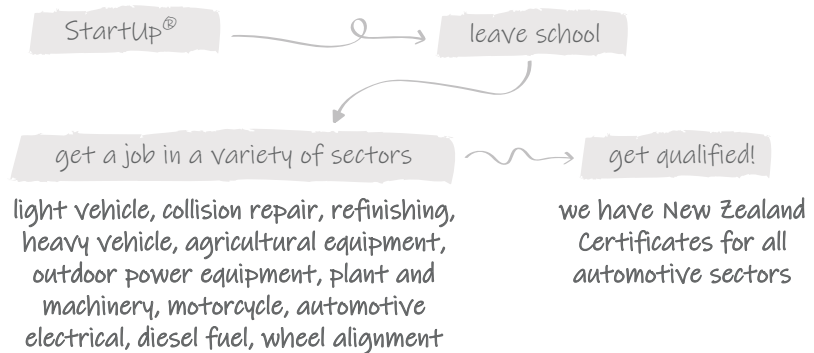 StartUp®
leave school
get a job in a variety of sectors
get qualified!
light vehicle, collision repair, refinishing,
heavy vehicle, agricultural equipment,
outdoor power equipment, plant and
machinery, motorcycle, automotive
electrical, diesel fuel, wheel alignment
we have New Zealand
Certificates for all
automotive sectors